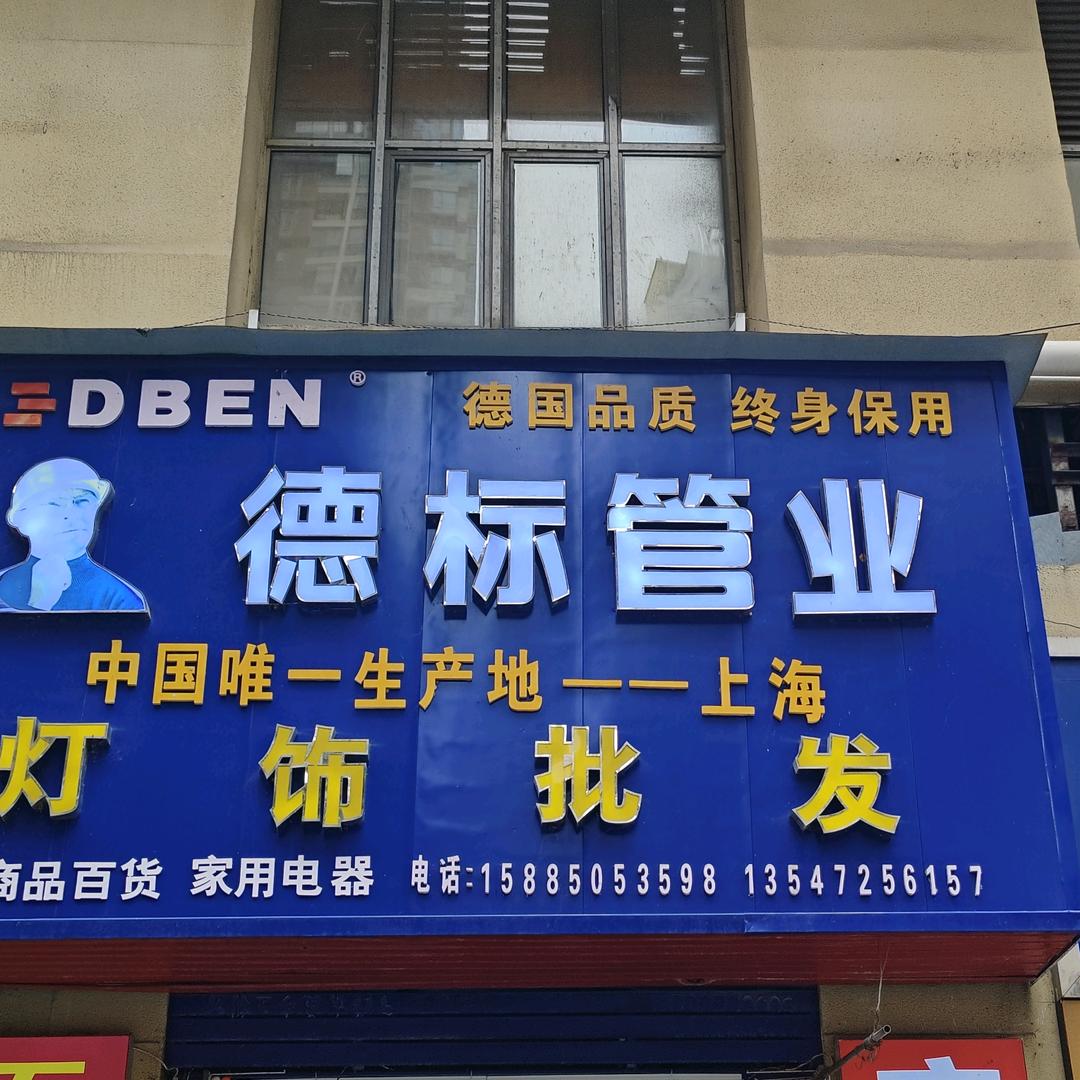 DBEN® 德国品质 终身保用
德标管业
中国唯一生产地——上海
灯饰批发
商品百货 家用电器 电话:15885053598 13547256157